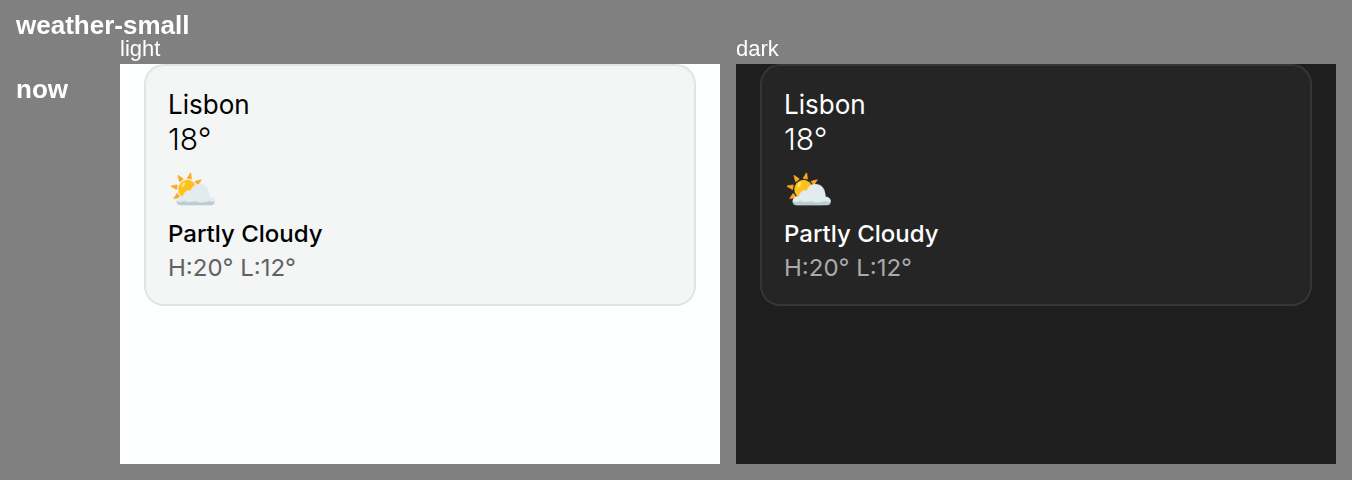 weather-small
light
dark
now
Lisbon
18°
Partly Cloudy
H:20° L:12°
Lisbon
18°
Partly Cloudy
H:20° L:12°